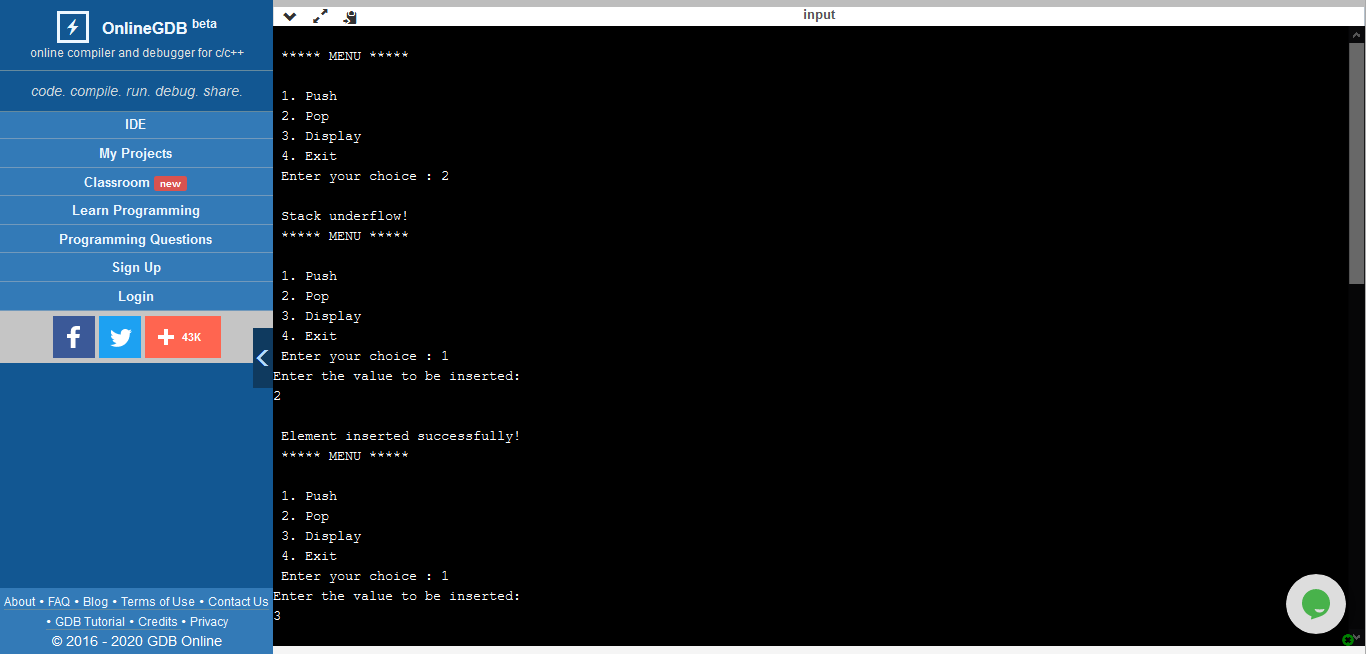 OnlineGDB beta
online compiler and debugger for c/c++
code. compile. run. debug. share.
IDE
My Projects
Classroom new
Learn Programming
Programming Questions
Sign Up
Login
43K
About • FAQ • Blog • Terms of Use • Contact Us
• GDB Tutorial • Credits • Privacy
© 2016 - 2020 GDB Online
input
***** MENU *****
1. Push
2. Pop
3. Display
4. Exit
Enter your choice : 2
Stack underflow!
***** MENU *****
1. Push
2. Pop
3. Display
4. Exit
Enter your choice : 1
Enter the value to be inserted:
2
Element inserted successfully!
***** MENU *****
1. Push
2. Pop
3. Display
4. Exit
Enter your choice : 1
Enter the value to be inserted:
3